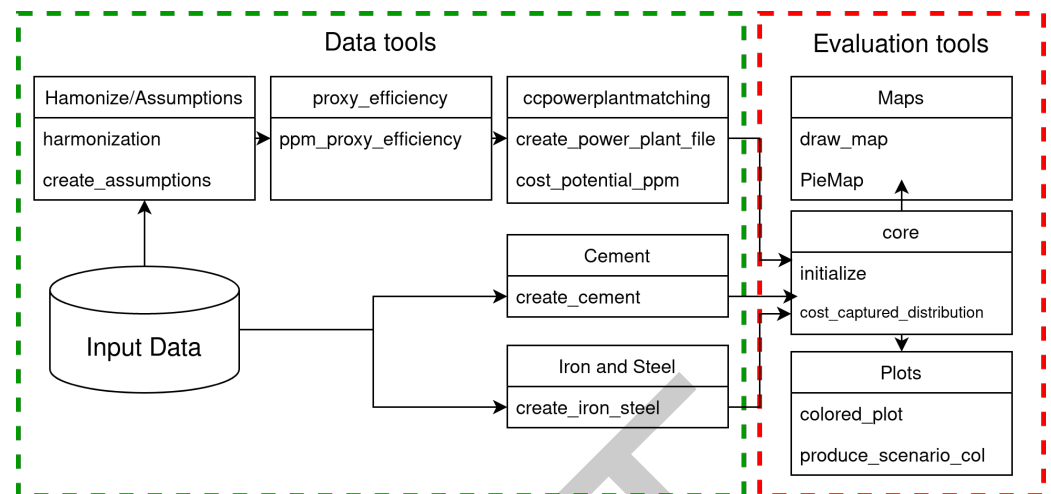 Data tools
Evaluation tools
Hamonize/Assumptions
harmonization
create_assumptions
proxy_efficiency
ppm_proxy_efficiency
ccpowerplantmatching
create_power_plant_file
cost_potential_ppm
Maps
draw_map
PieMap
Input Data
Cement
create_cement
Iron and Steel
create_iron_steel
core
initialize
cost_captured_distribution
Plots
colored_plot
produce_scenario_col